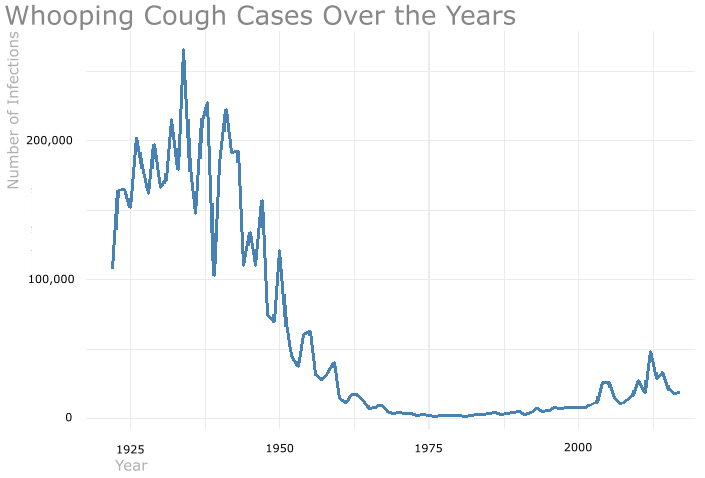 Whooping Cough Cases Over the Years
Number of Infections
200,000
100,000
0
1925
1950
1975
2000
Year